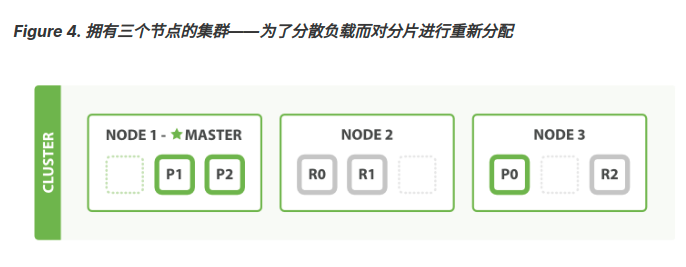 Figure 4. 拥有三个节点的集群——为了分散负载而对分片进行重新分配
CLUSTER
NODE 1 - ★ MASTER
P1 P2
NODE 2
R0 R1
NODE 3
P0 R2